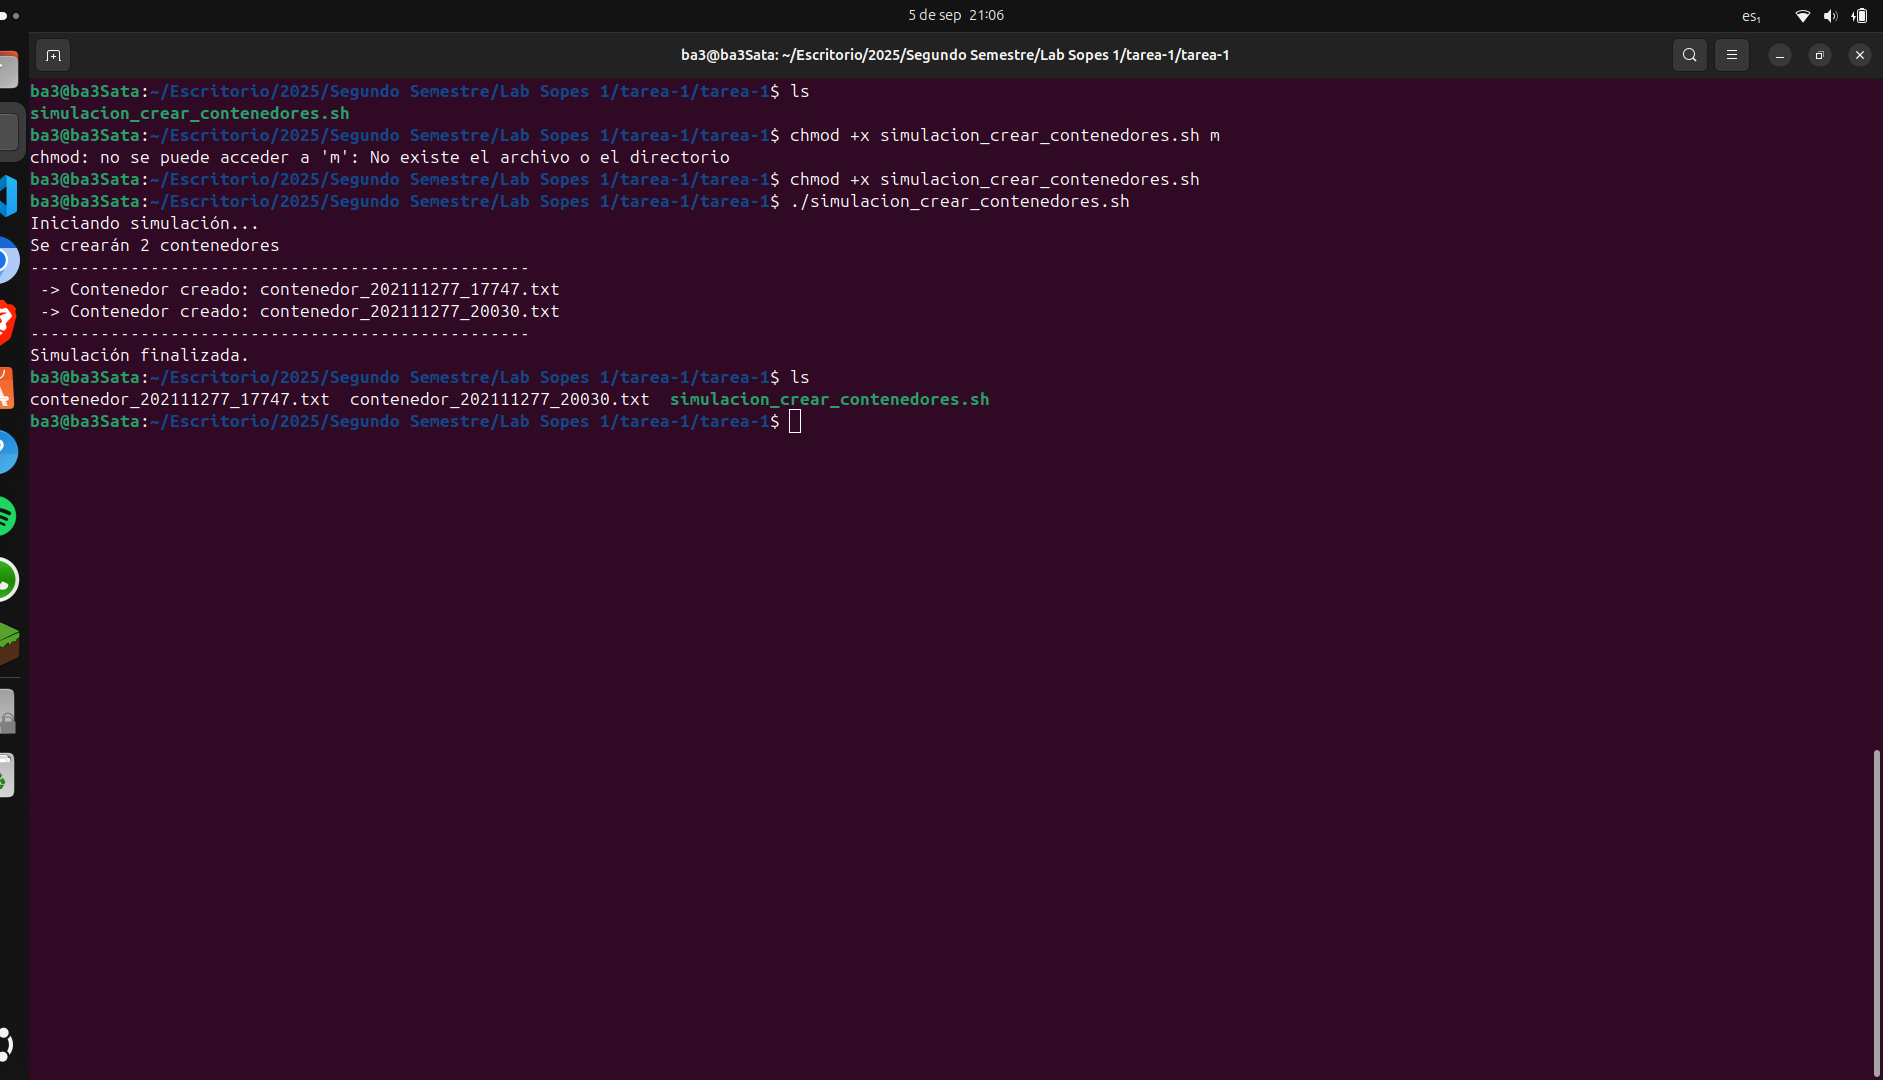 5 de sep 21:06
es₁
ba3@ba3Sata: ~/Escritorio/2025/Segundo Semestre/Lab Sopes 1/tarea-1/tarea-1
ba3@ba3Sata:~/Escritorio/2025/Segundo Semestre/Lab Sopes 1/tarea-1/tarea-1$ ls
simulacion_crear_contenedores.sh
ba3@ba3Sata:~/Escritorio/2025/Segundo Semestre/Lab Sopes 1/tarea-1/tarea-1$ chmod +x simulacion_crear_contenedores.sh m
chmod: no se puede acceder a 'm': No existe el archivo o el directorio
ba3@ba3Sata:~/Escritorio/2025/Segundo Semestre/Lab Sopes 1/tarea-1/tarea-1$ chmod +x simulacion_crear_contenedores.sh
ba3@ba3Sata:~/Escritorio/2025/Segundo Semestre/Lab Sopes 1/tarea-1/tarea-1$ ./simulacion_crear_contenedores.sh
Iniciando simulación...
Se crearán 2 contenedores
--------------------------------------------------
 -> Contenedor creado: contenedor_202111277_17747.txt
 -> Contenedor creado: contenedor_202111277_20030.txt
--------------------------------------------------
Simulación finalizada.
ba3@ba3Sata:~/Escritorio/2025/Segundo Semestre/Lab Sopes 1/tarea-1/tarea-1$ ls
contenedor_202111277_17747.txt  contenedor_202111277_20030.txt  simulacion_crear_contenedores.sh
ba3@ba3Sata:~/Escritorio/2025/Segundo Semestre/Lab Sopes 1/tarea-1/tarea-1$